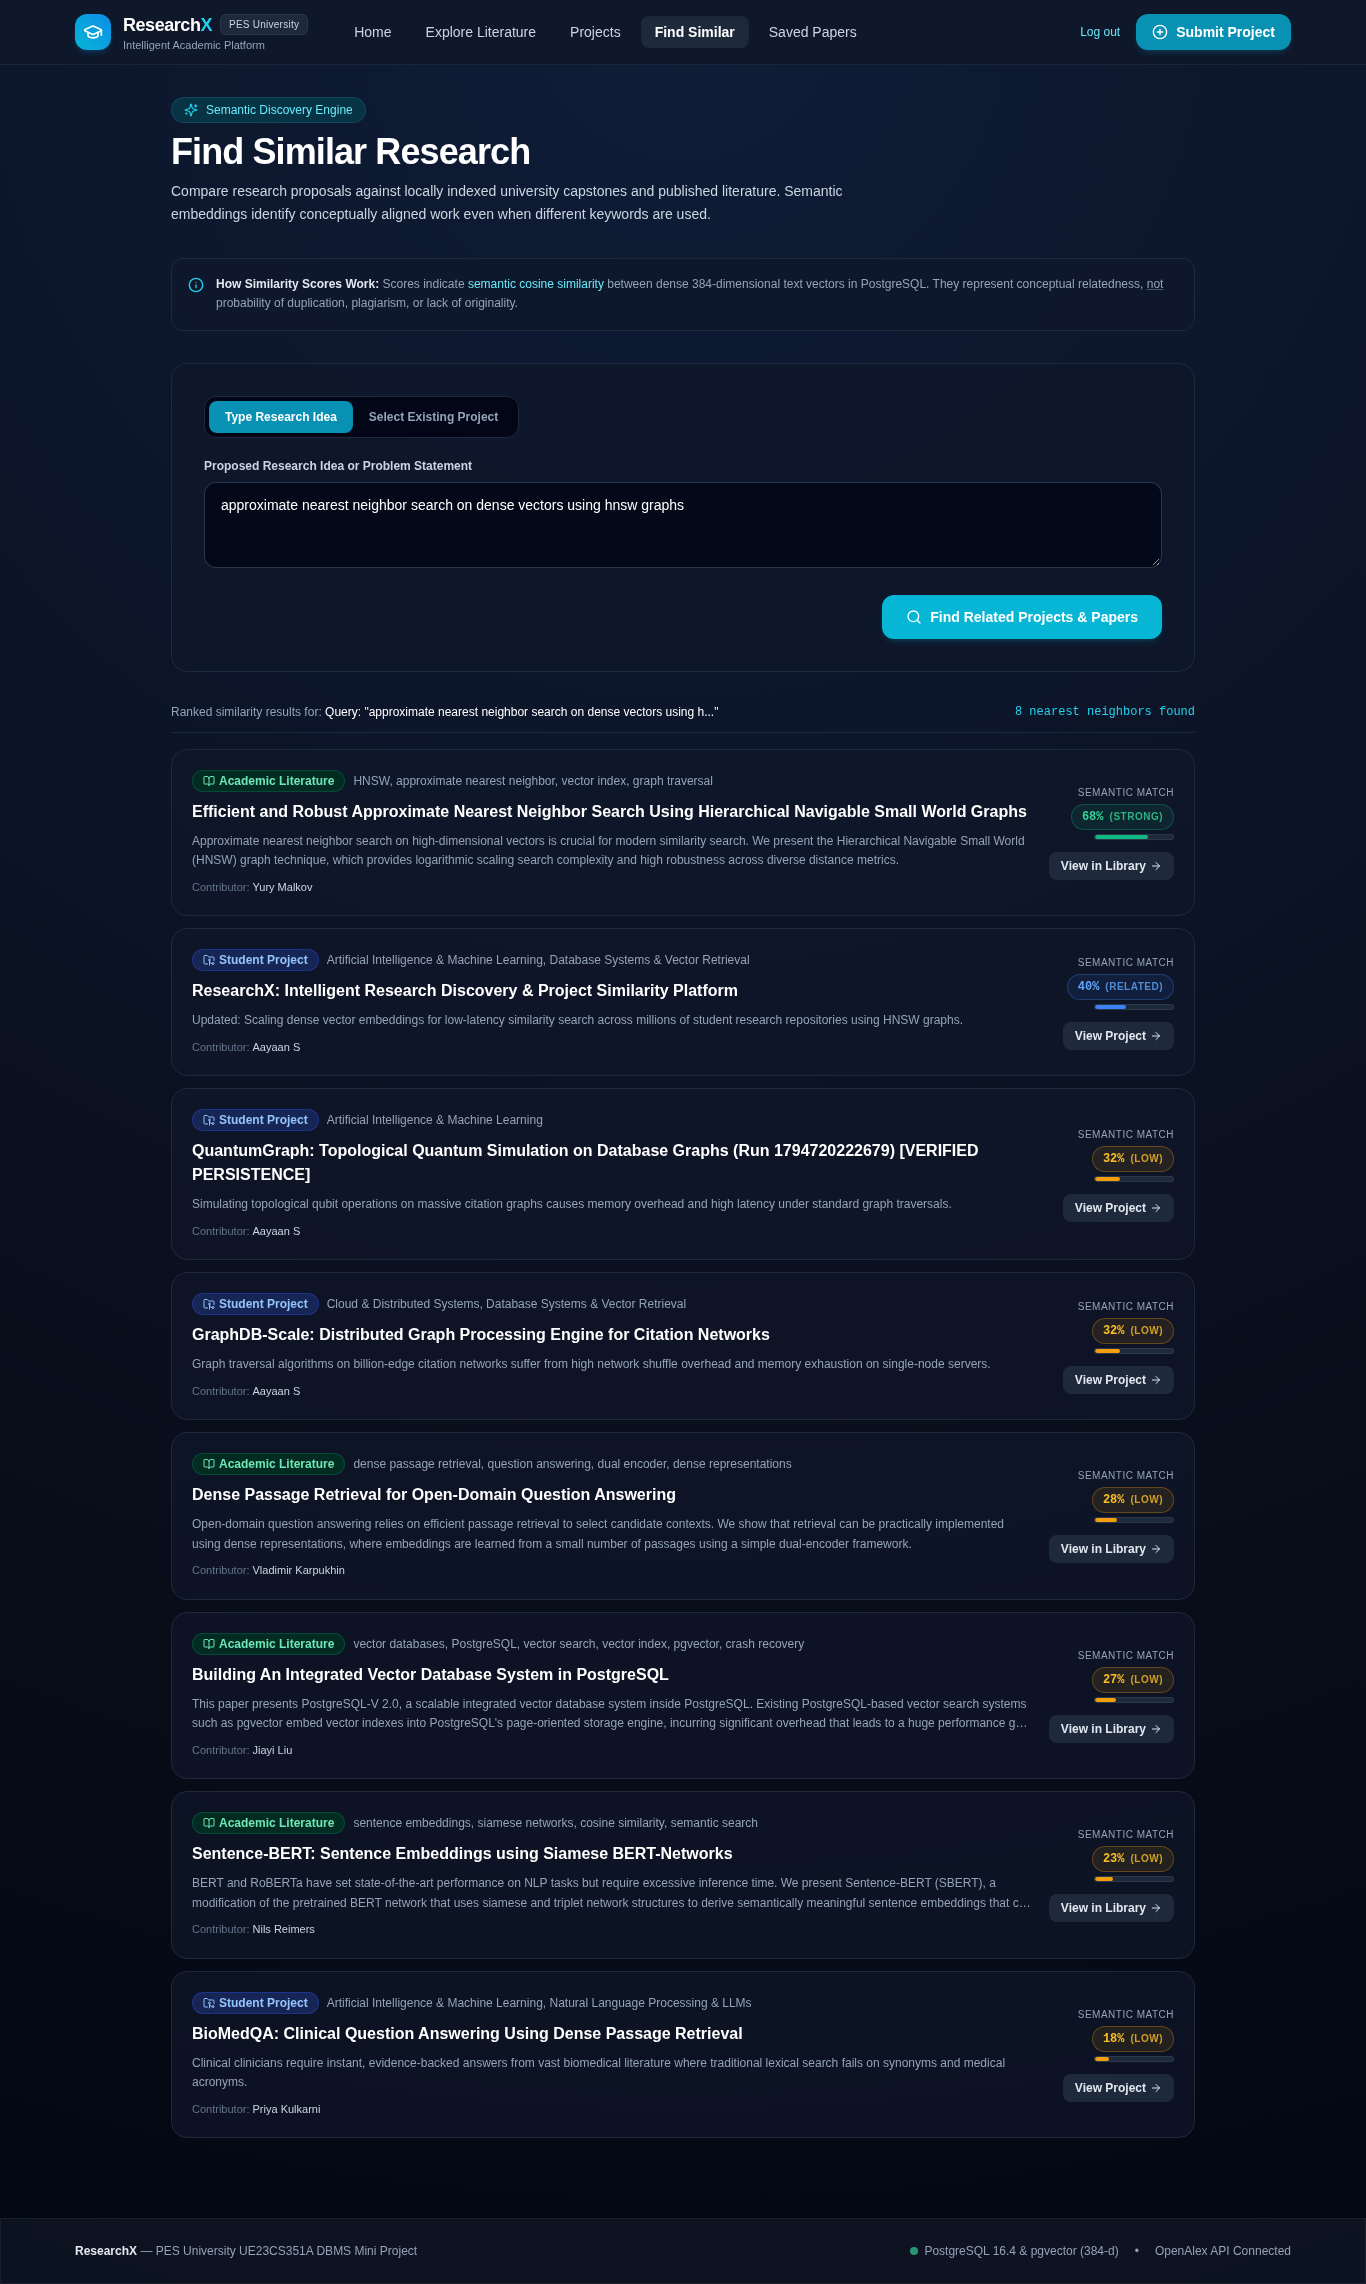 ResearchX PES University
Intelligent Academic Platform
Home Explore Literature Projects Find Similar Saved Papers
Log out Submit Project
Semantic Discovery Engine
Find Similar Research
Compare research proposals against locally indexed university capstones and published literature. Semantic
embeddings identify conceptually aligned work even when different keywords are used.
How Similarity Scores Work: Scores indicate semantic cosine similarity between dense 384-dimensional text vectors in PostgreSQL. They represent conceptual relatedness, not
probability of duplication, plagiarism, or lack of originality.
Type Research Idea Select Existing Project
Proposed Research Idea or Problem Statement
approximate nearest neighbor search on dense vectors using hnsw graphs
Find Related Projects & Papers
Ranked similarity results for: Query: "approximate nearest neighbor search on dense vectors using h..." 8 nearest neighbors found
Academic Literature HNSW, approximate nearest neighbor, vector index, graph traversal
Efficient and Robust Approximate Nearest Neighbor Search Using Hierarchical Navigable Small World Graphs
Approximate nearest neighbor search on high-dimensional vectors is crucial for modern similarity search. We present the Hierarchical Navigable Small World
(HNSW) graph technique, which provides logarithmic scaling search complexity and high robustness across diverse distance metrics.
Contributor: Yury Malkov
SEMANTIC MATCH
68% (STRONG)
View in Library
Student Project Artificial Intelligence & Machine Learning, Database Systems & Vector Retrieval
ResearchX: Intelligent Research Discovery & Project Similarity Platform
Updated: Scaling dense vector embeddings for low-latency similarity search across millions of student research repositories using HNSW graphs.
Contributor: Aayaan S
SEMANTIC MATCH
40% (RELATED)
View Project
Student Project Artificial Intelligence & Machine Learning
QuantumGraph: Topological Quantum Simulation on Database Graphs (Run 1794720222679) [VERIFIED
PERSISTENCE]
Simulating topological qubit operations on massive citation graphs causes memory overhead and high latency under standard graph traversals.
Contributor: Aayaan S
SEMANTIC MATCH
32% (LOW)
View Project
Student Project Cloud & Distributed Systems, Database Systems & Vector Retrieval
GraphDB-Scale: Distributed Graph Processing Engine for Citation Networks
Graph traversal algorithms on billion-edge citation networks suffer from high network shuffle overhead and memory exhaustion on single-node servers.
Contributor: Aayaan S
SEMANTIC MATCH
32% (LOW)
View Project
Academic Literature dense passage retrieval, question answering, dual encoder, dense representations
Dense Passage Retrieval for Open-Domain Question Answering
Open-domain question answering relies on efficient passage retrieval to select candidate contexts. We show that retrieval can be practically implemented
using dense representations, where embeddings are learned from a small number of passages using a simple dual-encoder framework.
Contributor: Vladimir Karpukhin
SEMANTIC MATCH
28% (LOW)
View in Library
Academic Literature vector databases, PostgreSQL, vector search, vector index, pgvector, crash recovery
Building An Integrated Vector Database System in PostgreSQL
This paper presents PostgreSQL-V 2.0, a scalable integrated vector database system inside PostgreSQL. Existing PostgreSQL-based vector search systems
such as pgvector embed vector indexes into PostgreSQL's page-oriented storage engine, incurring significant overhead that leads to a huge performance g…
Contributor: Jiayi Liu
SEMANTIC MATCH
27% (LOW)
View in Library
Academic Literature sentence embeddings, siamese networks, cosine similarity, semantic search
Sentence-BERT: Sentence Embeddings using Siamese BERT-Networks
BERT and RoBERTa have set state-of-the-art performance on NLP tasks but require excessive inference time. We present Sentence-BERT (SBERT), a
modification of the pretrained BERT network that uses siamese and triplet network structures to derive semantically meaningful sentence embeddings that c…
Contributor: Nils Reimers
SEMANTIC MATCH
23% (LOW)
View in Library
Student Project Artificial Intelligence & Machine Learning, Natural Language Processing & LLMs
BioMedQA: Clinical Question Answering Using Dense Passage Retrieval
Clinical clinicians require instant, evidence-backed answers from vast biomedical literature where traditional lexical search fails on synonyms and medical
acronyms.
Contributor: Priya Kulkarni
SEMANTIC MATCH
18% (LOW)
View Project
ResearchX — PES University UE23CS351A DBMS Mini Project
PostgreSQL 16.4 & pgvector (384-d) • OpenAlex API Connected